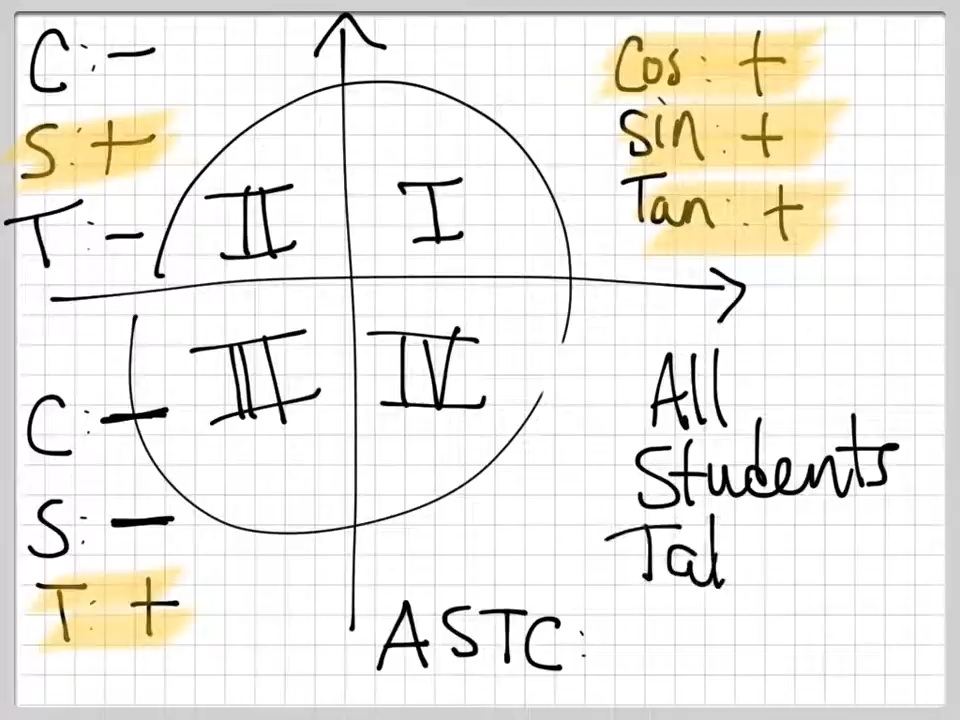 C: -
S: +
T: -
Cos: +
Sin: +
Tan: +
II
I
III
IV
C: -
S: -
T: +
All
Students
Tal
ASTC: